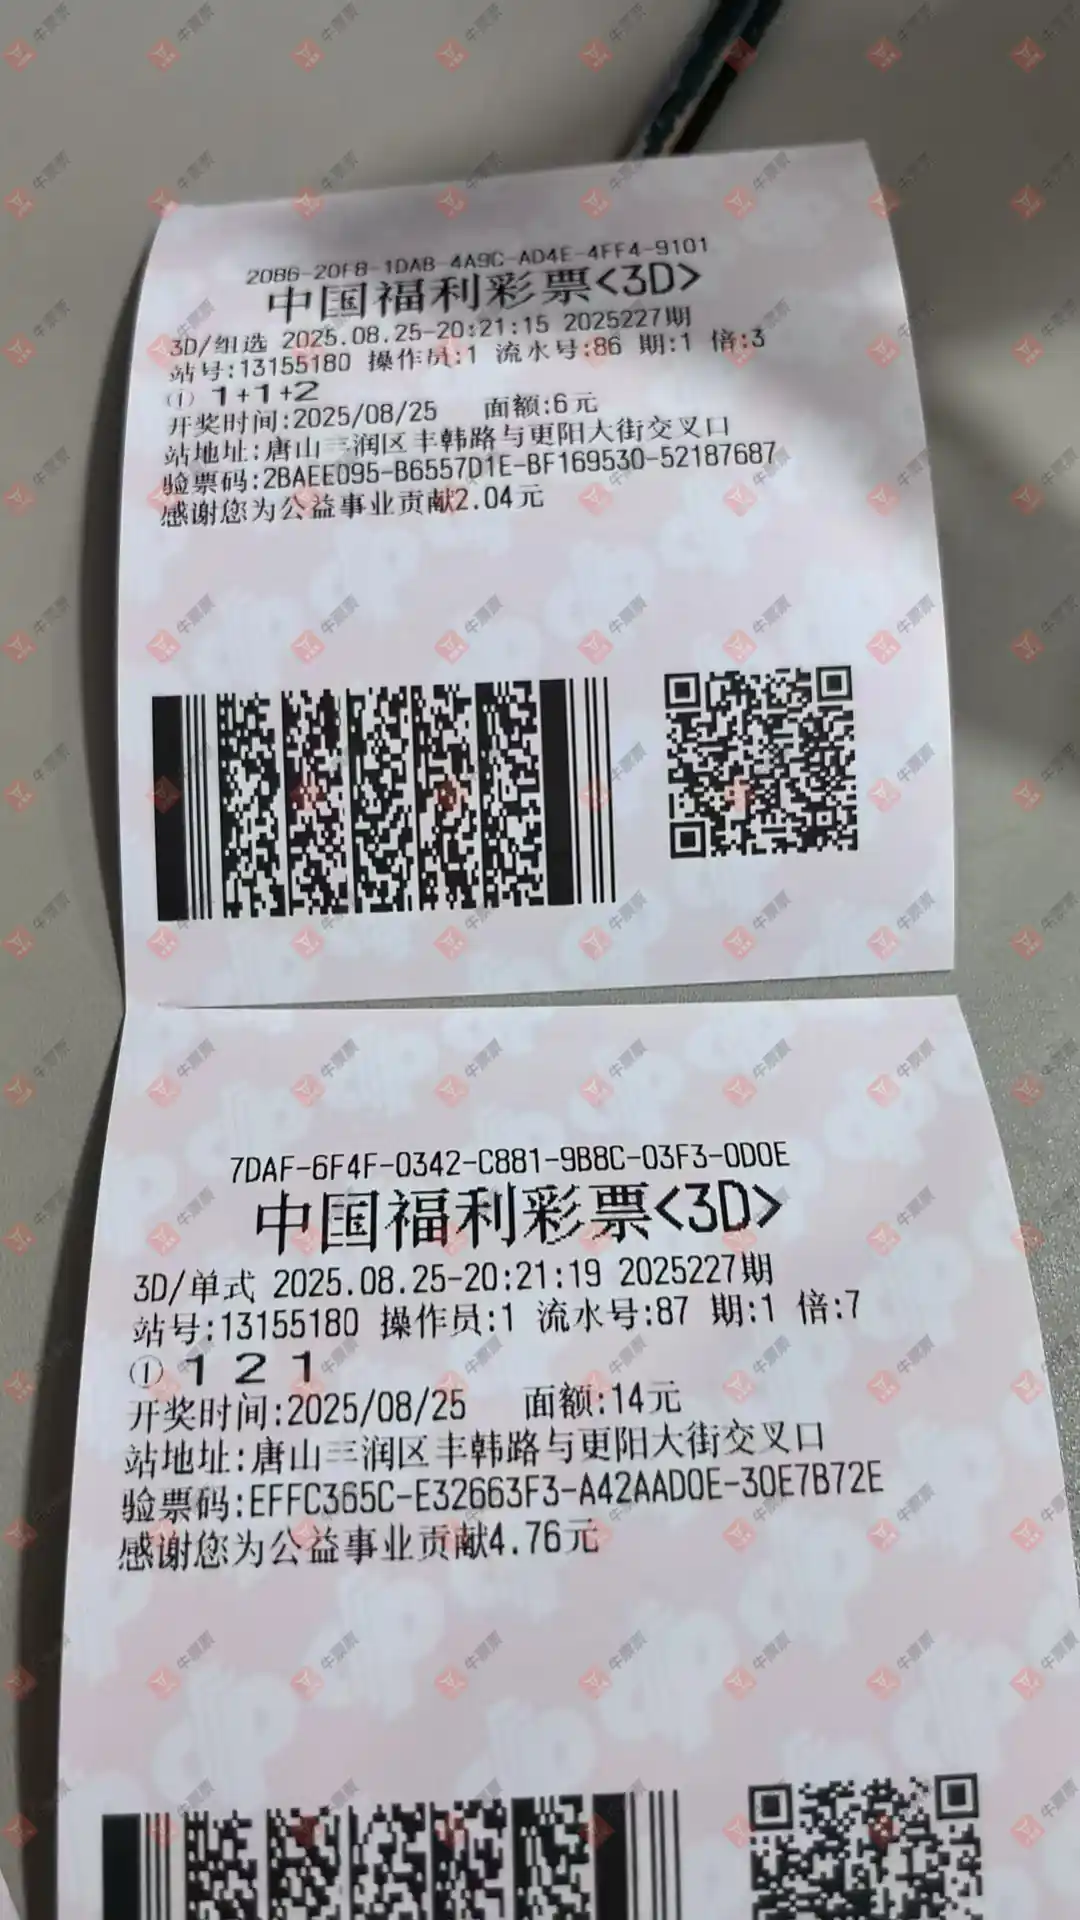 2086-20F8-1DAB-4A9C-AD4E-4FF4-9101
中国福利彩票<3D>
3D/组选 2025.08.25-20:21:15 2025227期
站号:13155180 操作员:1 流水号:86 期:1 倍:3
① 1+1+2
开奖时间:2025/08/25 面额:6元
站地址:唐山三润区丰韩路与更阳大街交叉口
验票码:2BAEE095-B6557D1E-BF169530-52187687
感谢您为公益事业贡献2.04元
7DAF-6F4F-0342-C881-9B8C-03F3-0D0E
中国福利彩票<3D>
3D/单式 2025.08.25-20:21:19 2025227期
站号:13155180 操作员:1 流水号:87 期:1 倍:7
① 1 2 1
开奖时间:2025/08/25 面额:14元
站地址:唐山三润区丰韩路与更阳大街交叉口
验票码:EFFC365C-E32663F3-A42AAD0E-30E7B72E
感谢您为公益事业贡献4.76元
牛票票